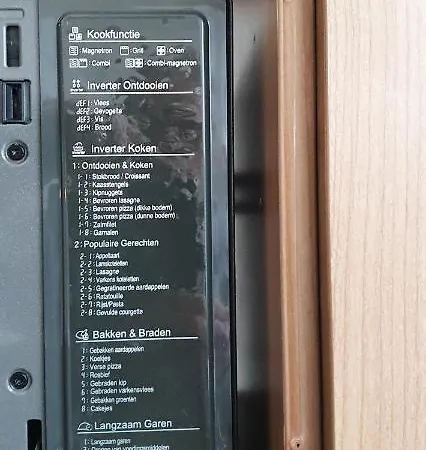 Kookfunctie
: Magnetron : Grill : Oven
: Combi : Combi-magnetron
Inverter Ontdooien
dEF1 : Vlees
dEF2 : Gevogelte
dEF3 : Vis
dEF4 : Brood
Inverter Koken
1 : Ontdooien & Koken
1-1 : Stokbrood / Croissant
1-2 : Kaasstengels
1-3 : Kipnuggets
1-4 : Bevroren lasagne
1-5 : Bevroren pizza (dikke bodem)
1-6 : Bevroren pizza (dunne bodem)
1-7 : Zalmfilet
1-8 : Garnalen
2 : Populaire Gerechten
2-1 : Appeltaart
2-2 : Lamskoteletten
2-3 : Lasagne
2-4 : Varkens koteletten
2-5 : Gegratineerde aardappelen
2-6 : Ratatouille
2-7 : Rijst/Pasta
2-8 : Gevulde courgette
Bakken & Braden
1 : Gebakken aardappelen
2 : Koekjes
3 : Verse pizza
4 : Rosbief
5 : Gebraden kip
6 : Gebraden varkensvlees
7 : Gebakken groenten
8 : Cakejes
Langzaam Garen
1 : Langzaam garen
2 : Drogen van voedingsmiddelen